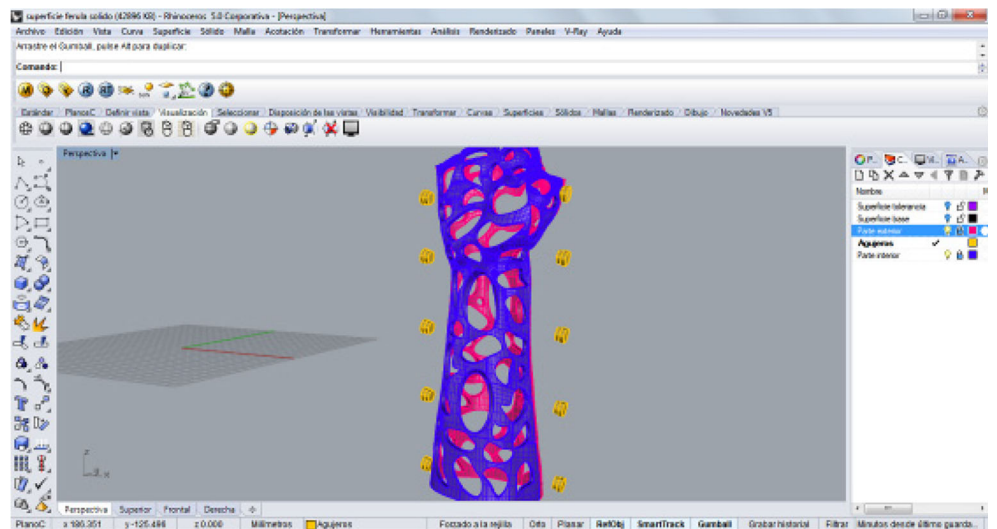 superficie ferula solido (42896 KB) - Rhinoceros 5.0 Corporativa - [Perspectiva]
Archivo Edición Vista Curva Superficie Sólido Malla Acotación Transformar Herramientas Análisis Renderizado Paneles V-Ray Ayuda
Arrastre el Gumball, pulse Alt para duplicar:
Comando:
Estándar PlanosC Definir vista Visualización Seleccionar Disposición de las vistas Visibilidad Transformar Curvas Superficies Sólidos Mallas Renderizado Dibujo Novedades V5
Perspectiva
P... C... A...
Nombre
Superficie tolerancia
Superficie base
Parte exterior
Agujeros
Parte interior
z
x
Perspectiva Superior Frontal Derecha
PlanoC x 186.351 y -125.496 z 0.000 Milímetros Agujeros Forzado a la rejilla Orto Planar RefObj SmartTrack Gumball Grabar historial Filtrar Minutos desde último guarda...